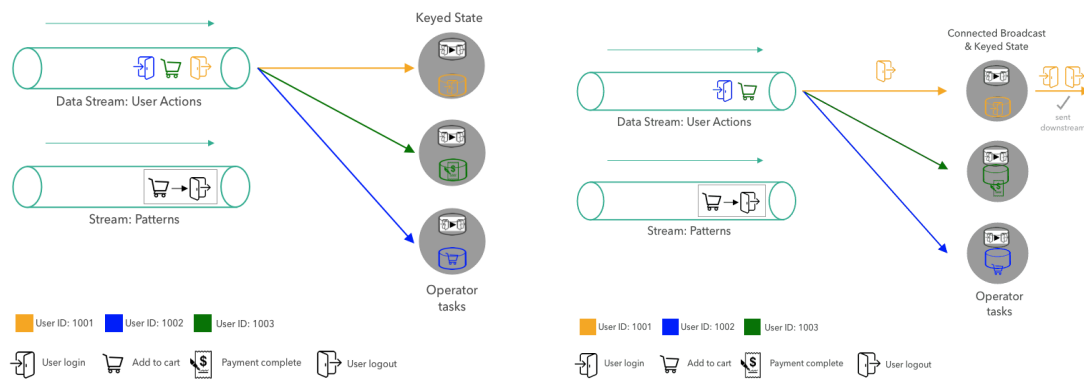 Keyed State
Data Stream: User Actions
Stream: Patterns
Operator
tasks
User ID: 1001
User ID: 1002
User ID: 1003
User login
Add to cart
$
Payment complete
User logout
Connected Broadcast
& Keyed State
Data Stream: User Actions
sent
downstream
Stream: Patterns
Operator
tasks
User ID: 1001
User ID: 1002
User ID: 1003
User login
Add to cart
$
Payment complete
User logout